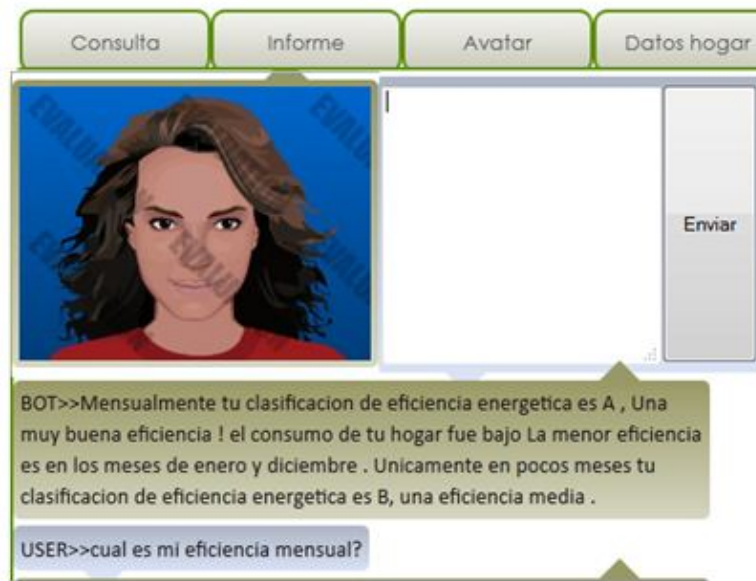 Consulta
Informe
Avatar
Datos hogar
Enviar
BOT>>Mensualmente tu clasificacion de eficiencia energetica es A , Una
muy buena eficiencia ! el consumo de tu hogar fue bajo La menor eficiencia
es en los meses de enero y diciembre . Unicamente en pocos meses tu
clasificacion de eficiencia energetica es B, una eficiencia media .
USER>>cual es mi eficiencia mensual?